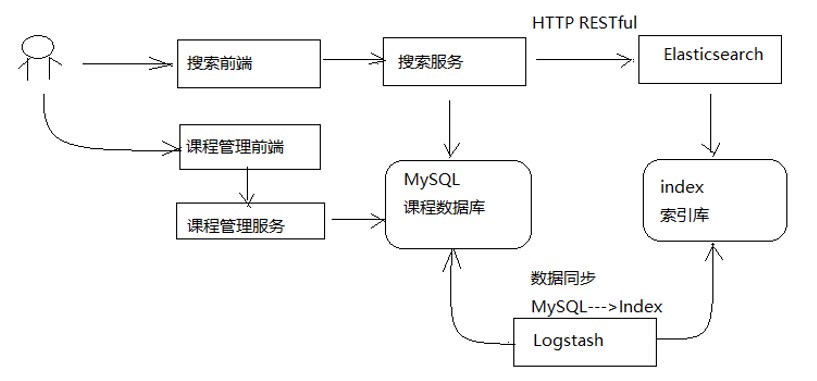 HTTP RESTful
搜索前端
搜索服务
Elasticsearch
课程管理前端
课程管理服务
MySQL
课程数据库
index
索引库
数据同步
MySQL--->Index
Logstash